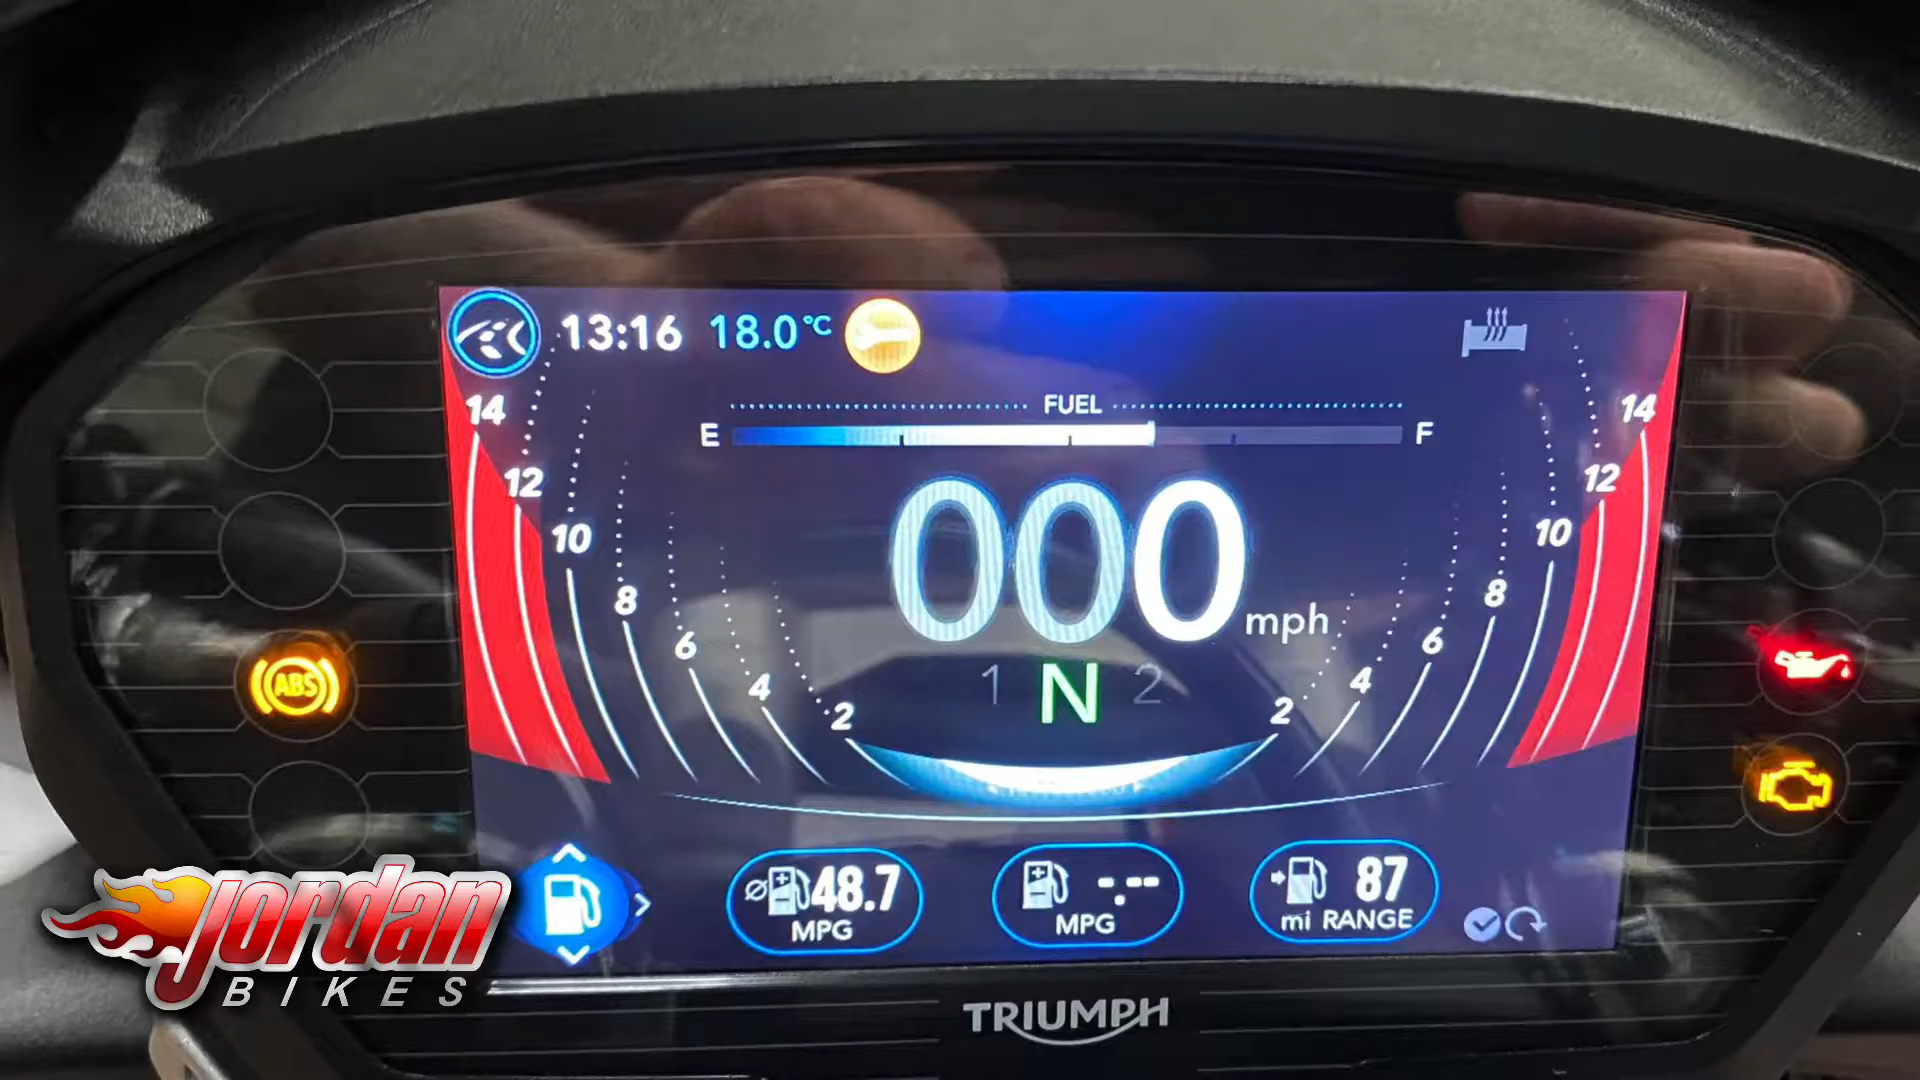 13:16 18.0°C
FUEL
E F
14 14
12 12
10 10
8 8
6 6
4 4
2 2
000 mph
1 N 2
ABS
48.7
MPG
-.--
MPG
87
mi RANGE
TRIUMPH
jordan
BIKES